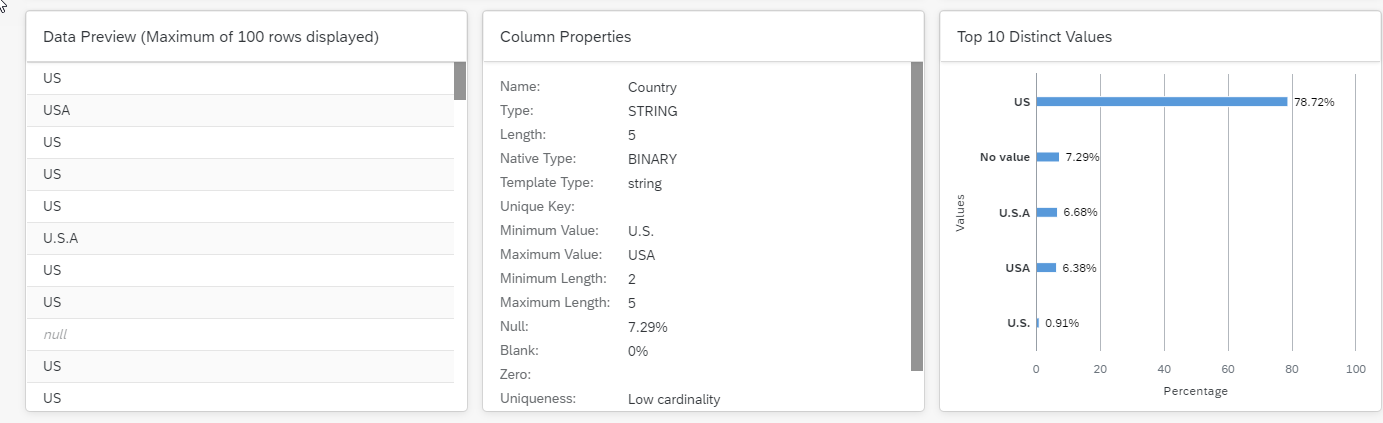 Data Preview (Maximum of 100 rows displayed)
US
USA
US
US
US
U.S.A
US
US
null
US
US
Column Properties
Name: Country
Type: STRING
Length: 5
Native Type: BINARY
Template Type: string
Unique Key:
Minimum Value: U.S.
Maximum Value: USA
Minimum Length: 2
Maximum Length: 5
Null: 7.29%
Blank: 0%
Zero:
Uniqueness: Low cardinality
Top 10 Distinct Values
US 78.72%
No value 7.29%
U.S.A 6.68%
USA 6.38%
U.S. 0.91%
Values
0 20 40 60 80 100
Percentage